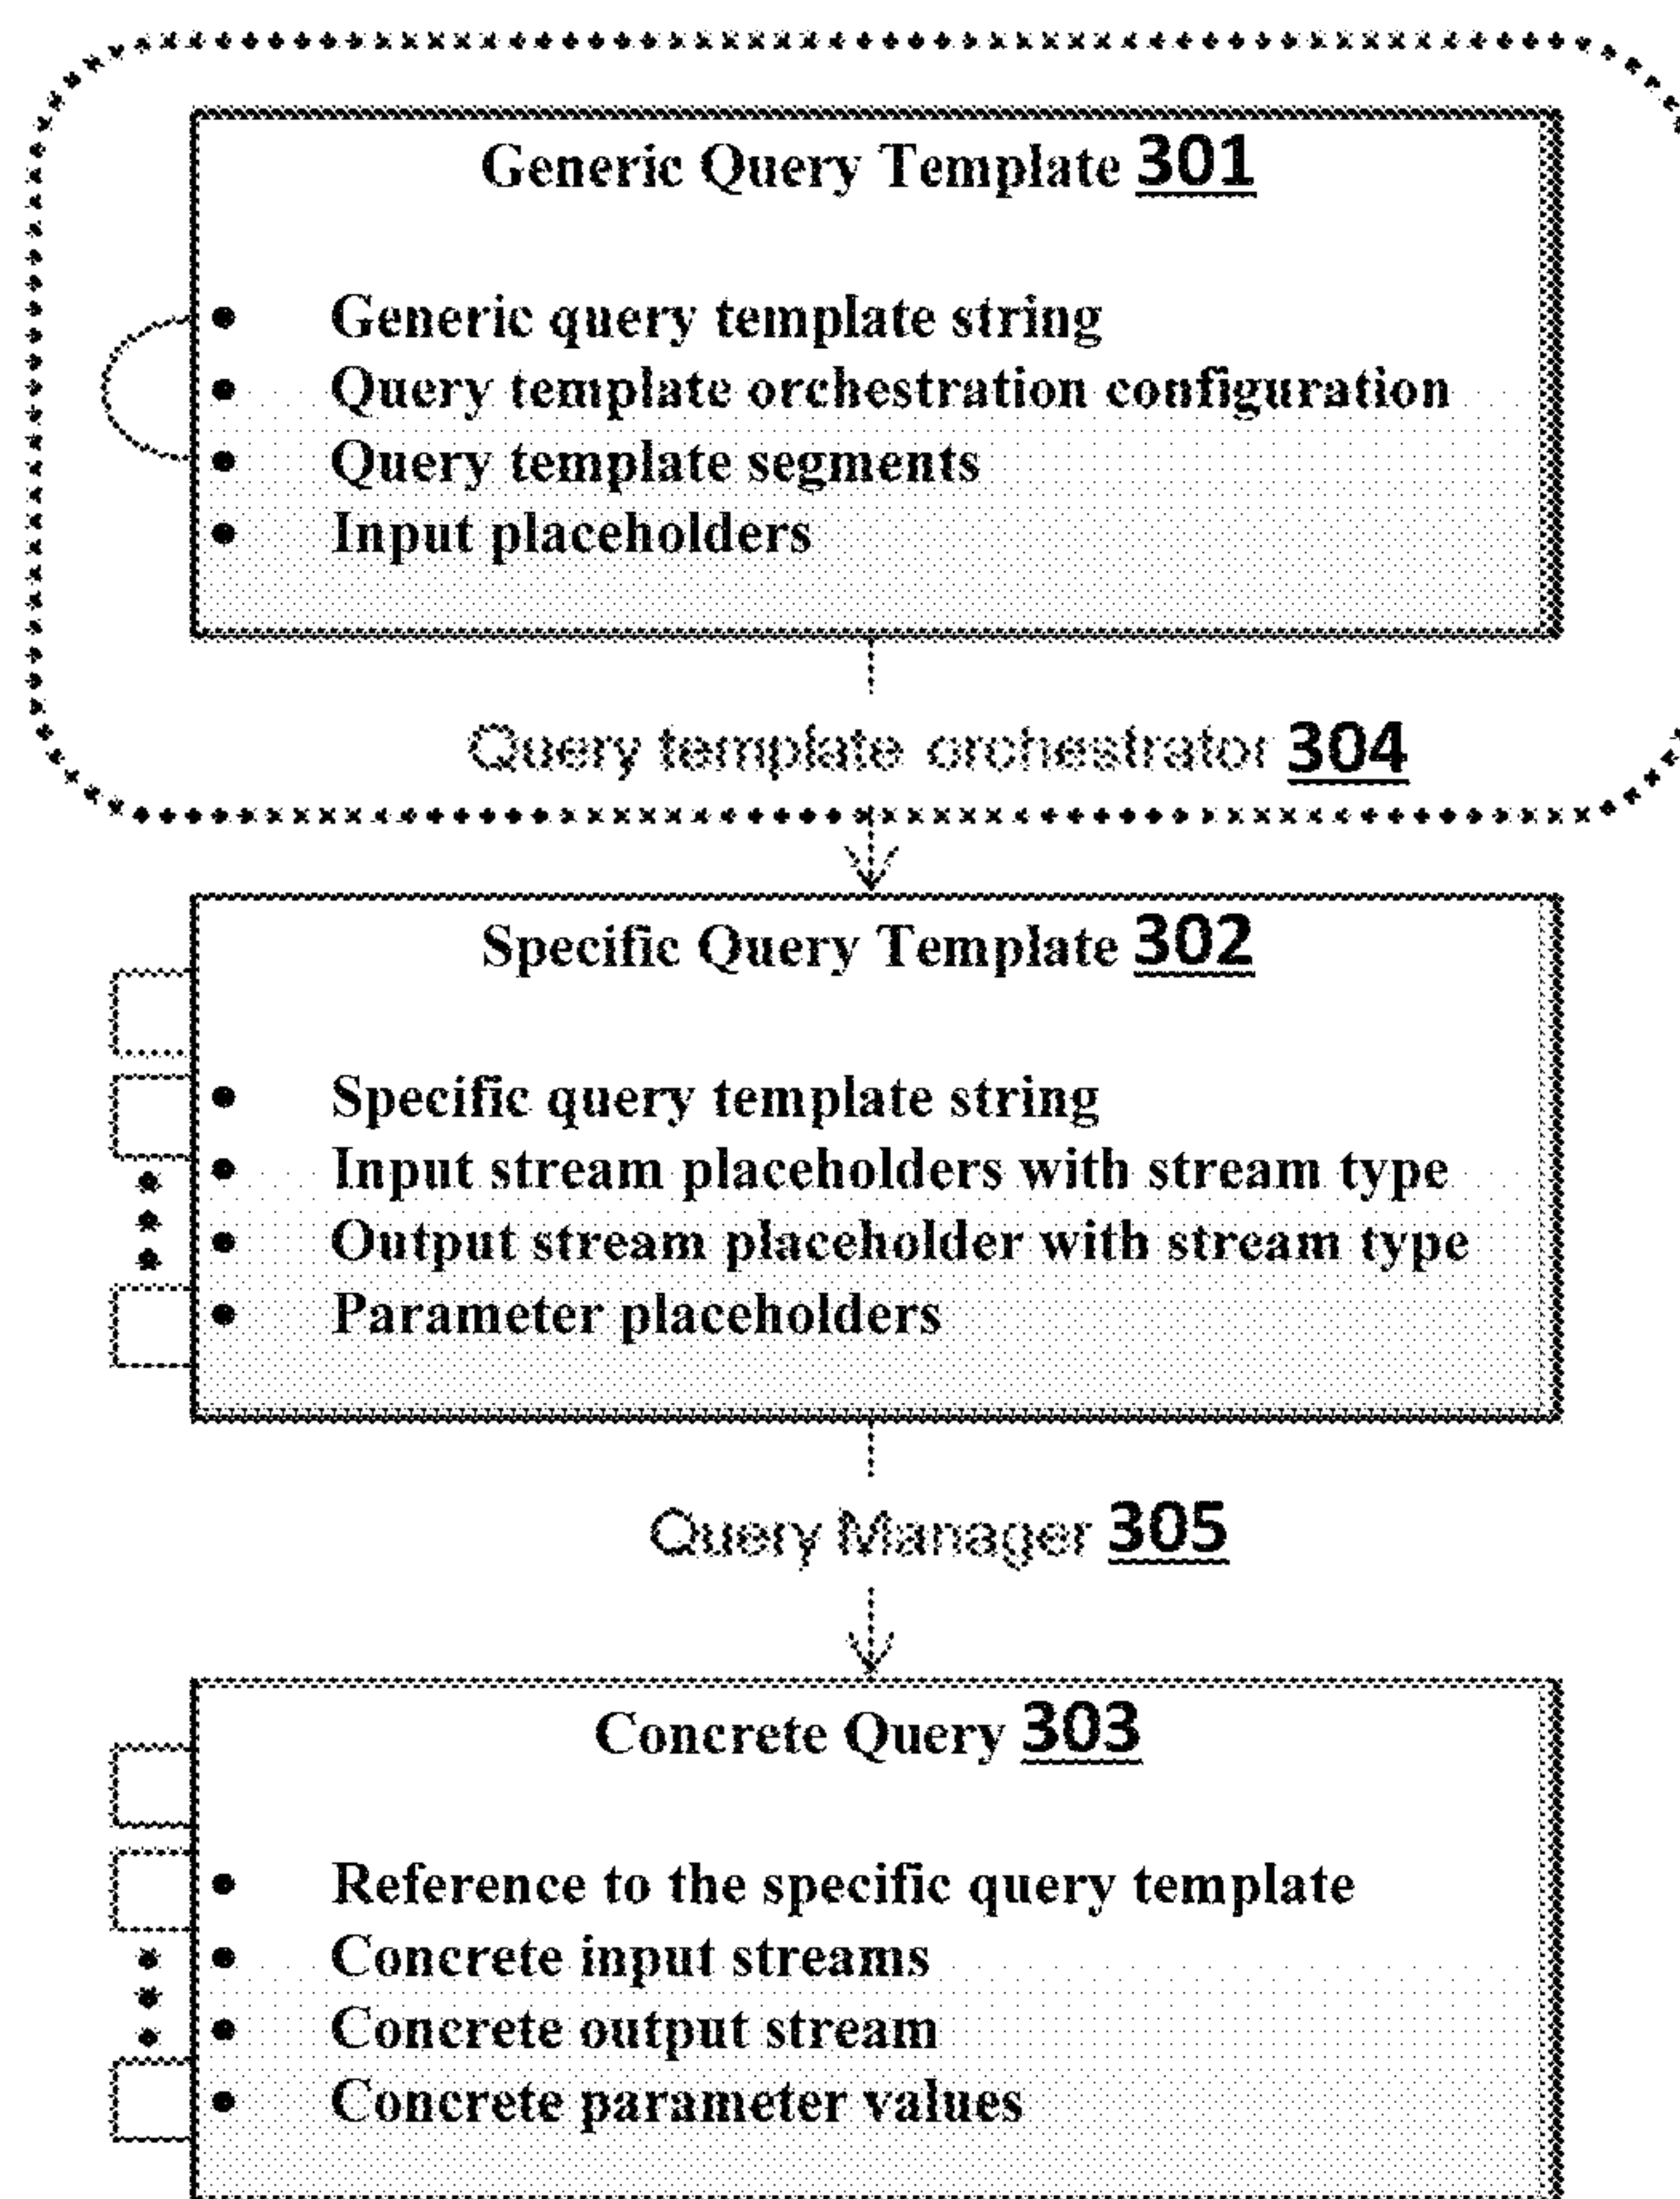 Generic Query Template 301
• Generic query template string
• Query template orchestration configuration
• Query template segments
• Input placeholders
Query template orchestrator 304
Specific Query Template 302
• Specific query template string
• Input stream placeholders with stream type
• Output stream placeholder with stream type
• Parameter placeholders
Query Manager 305
Concrete Query 303
• Reference to the specific query template
• Concrete input streams
• Concrete output stream
• Concrete parameter values